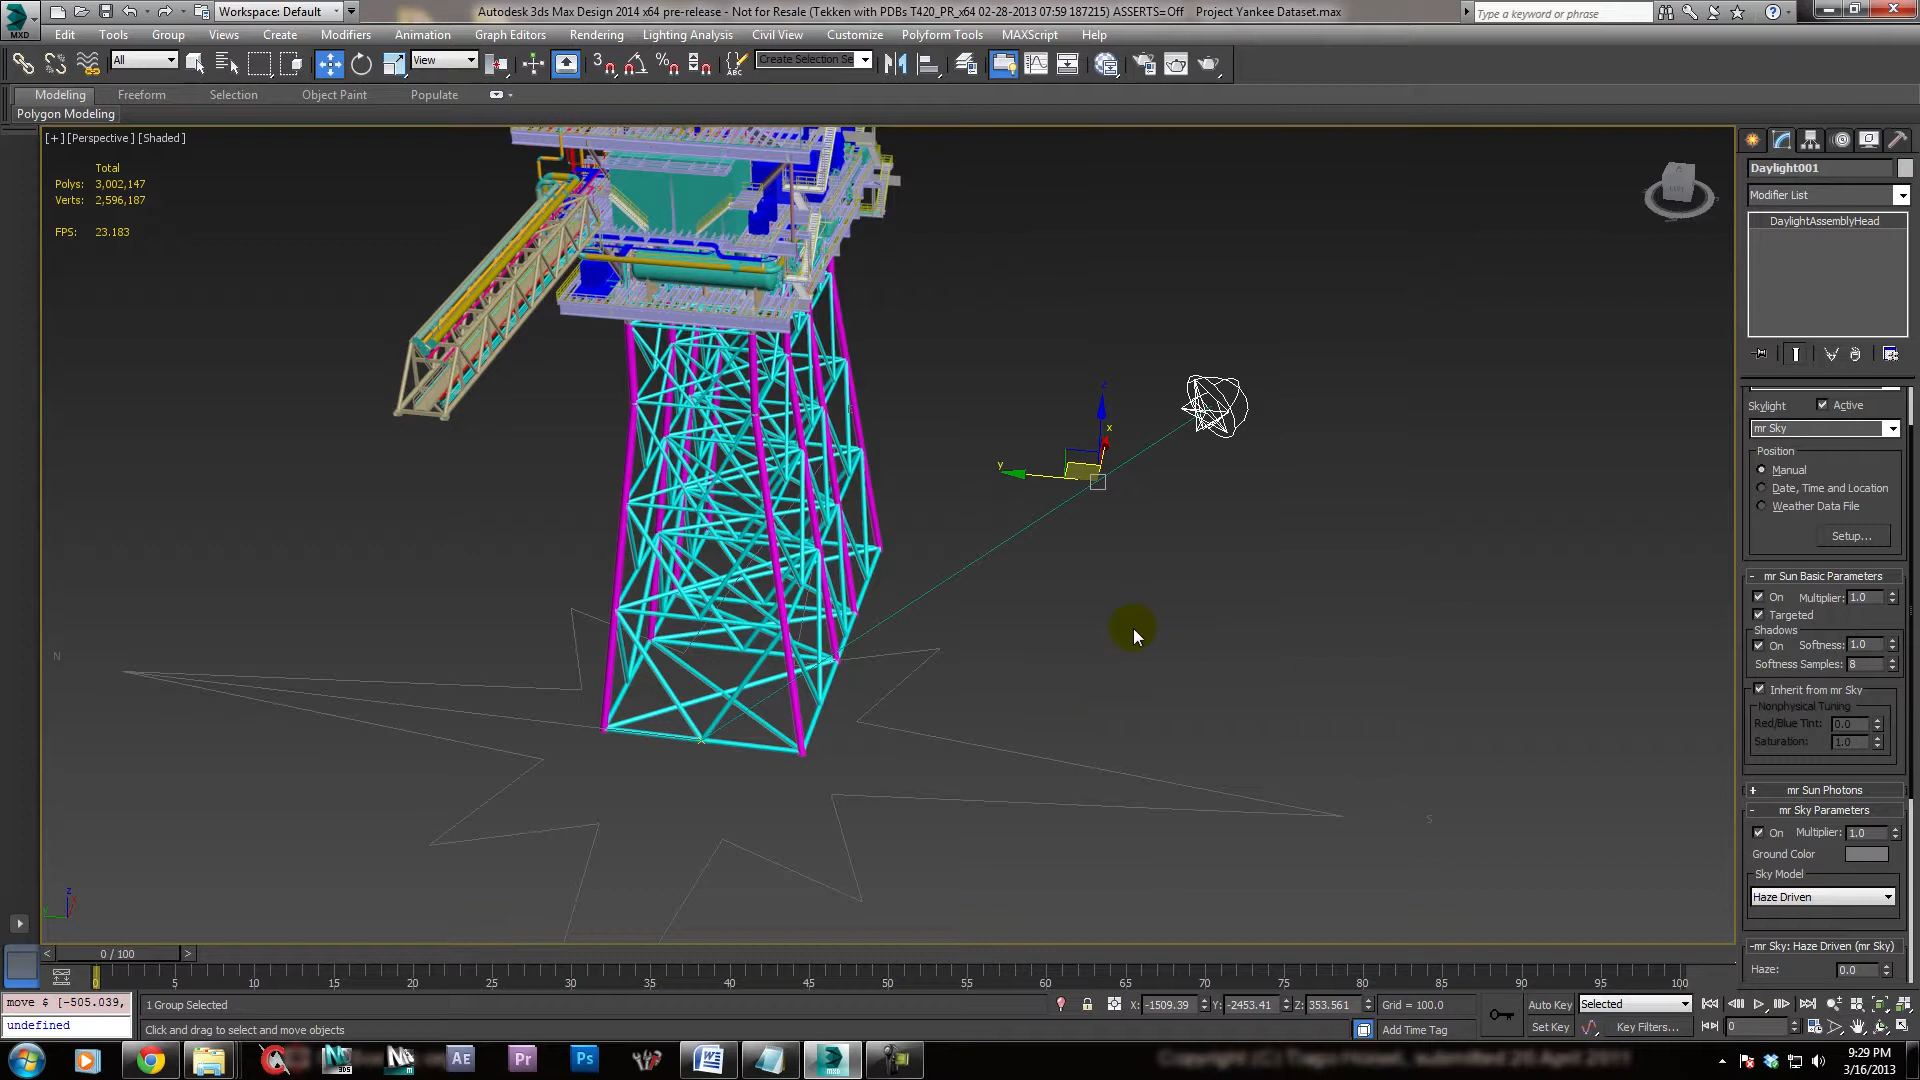 MXD
Workspace: Default
Autodesk 3ds Max Design 2014 x64 pre-release - Not for Resale (Tekken with PDBs T420_PR_x64 02-28-2013 07:59 187215) ASSERTS=Off Project Yankee Dataset.max
Type a keyword or phrase
Edit Tools Group Views Create Modifiers Animation Graph Editors Rendering Lighting Analysis Civil View Customize Polygon Modeling Tools MAXScript Help
All
View
Create Selection Se
Modeling Freeform Selection Object Paint Populate
Polygon Modeling
[+] [Perspective] [Shaded]
Total
Polys: 3,002,147
Verts: 2,596,187
FPS: 23.183
Daylight001
Modifier List
DaylightAssemblyHead
Skylight Active
mr Sky
Position
Manual
Date, Time and Location
Weather Data File
Setup...
- mr Sun Basic Parameters
On Multiplier: 1.0
Targeted
Shadows
On Softness: 1.0
Softness Samples: 8
Inherit from mr Sky
Nonphysical Tuning
Red/Blue Tint: 0.0
Saturation: 1.0
+ mr Sun Photons
- mr Sky Parameters
On Multiplier: 1.0
Ground Color
Sky Model
Haze Driven
-mr Sky: Haze Driven (mr Sky)
Haze: 0.0
z
x
y
N
S
z
y
< 0 / 100 >
0 5 10 15 20 25 30 35 40 45 50 55 60 65 70 75 80 85 90 95 100
move $ [-505.039,
undefined
1 Group Selected
X: -1509.39 Y: -2453.41 Z: 353.561 Grid = 100.0
Auto Key Selected
Click and drag to select and move objects
Add Time Tag
Set Key Key Filters...
0
AE Pr Ps MXD
9:29 PM
3/16/2013